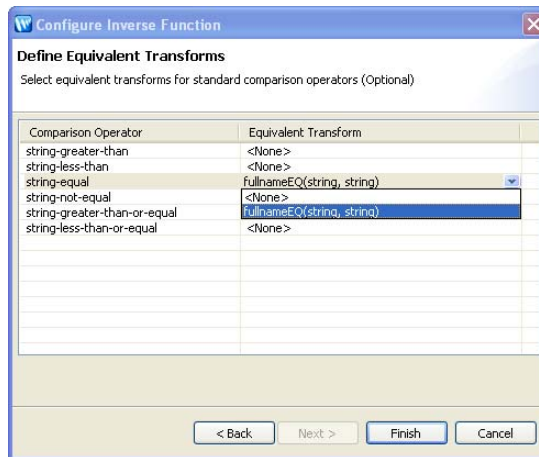 Configure Inverse Function
Define Equivalent Transforms
Select equivalent transforms for standard comparison operators (Optional)
Comparison Operator Equivalent Transform
string-greater-than <None>
string-less-than <None>
string-equal fullnameEQ(string, string)
string-not-equal <None>
string-greater-than-or-equal fullnameEQ(string, string)
string-less-than-or-equal <None>
< Back Next > Finish Cancel